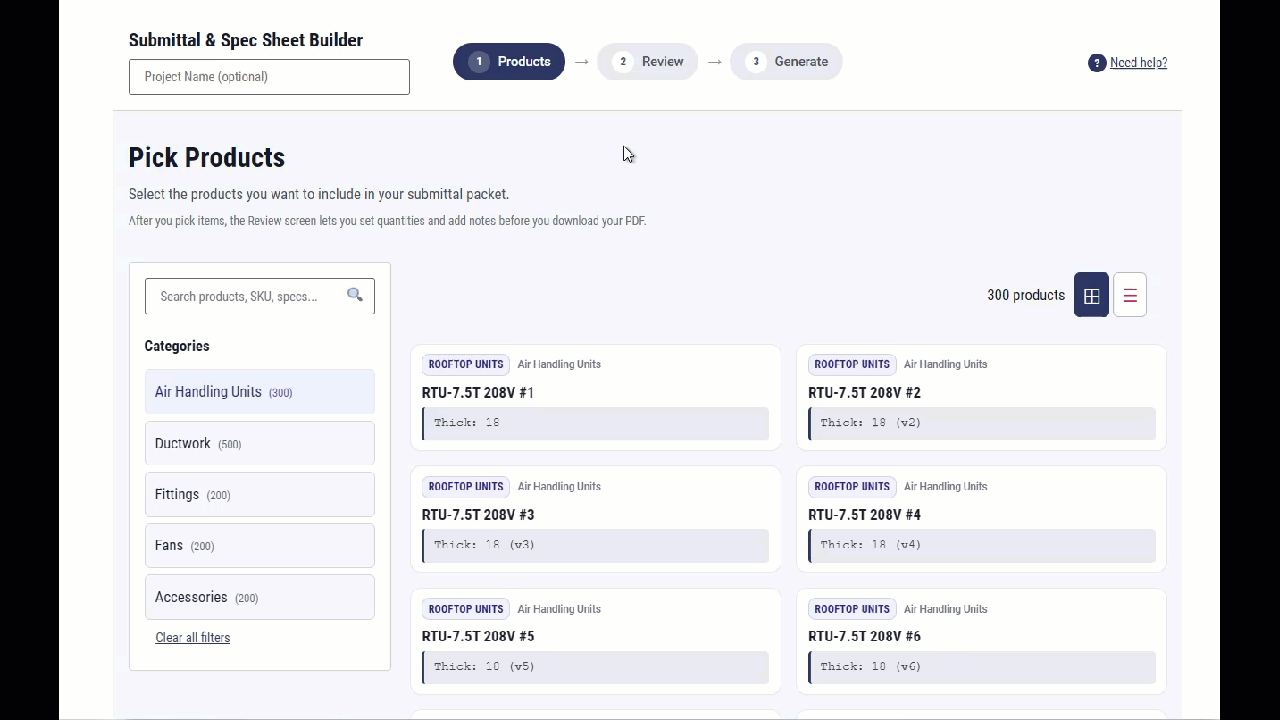 Submittal & Spec Sheet Builder
Project Name (optional)
1 Products → 2 Review → 3 Generate
? Need help?
Pick Products
Select the products you want to include in your submittal packet.
After you pick items, the Review screen lets you set quantities and add notes before you download your PDF.
Search products, SKU, specs...
Categories
Air Handling Units (300)
Ductwork (500)
Fittings (200)
Fans (200)
Accessories (200)
Clear all filters
300 products
ROOFTOP UNITS Air Handling Units
RTU-7.5T 208V #1
Thick: 18
ROOFTOP UNITS Air Handling Units
RTU-7.5T 208V #2
Thick: 18 (v2)
ROOFTOP UNITS Air Handling Units
RTU-7.5T 208V #3
Thick: 18 (v3)
ROOFTOP UNITS Air Handling Units
RTU-7.5T 208V #4
Thick: 18 (v4)
ROOFTOP UNITS Air Handling Units
RTU-7.5T 208V #5
Thick: 18 (v5)
ROOFTOP UNITS Air Handling Units
RTU-7.5T 208V #6
Thick: 18 (v6)